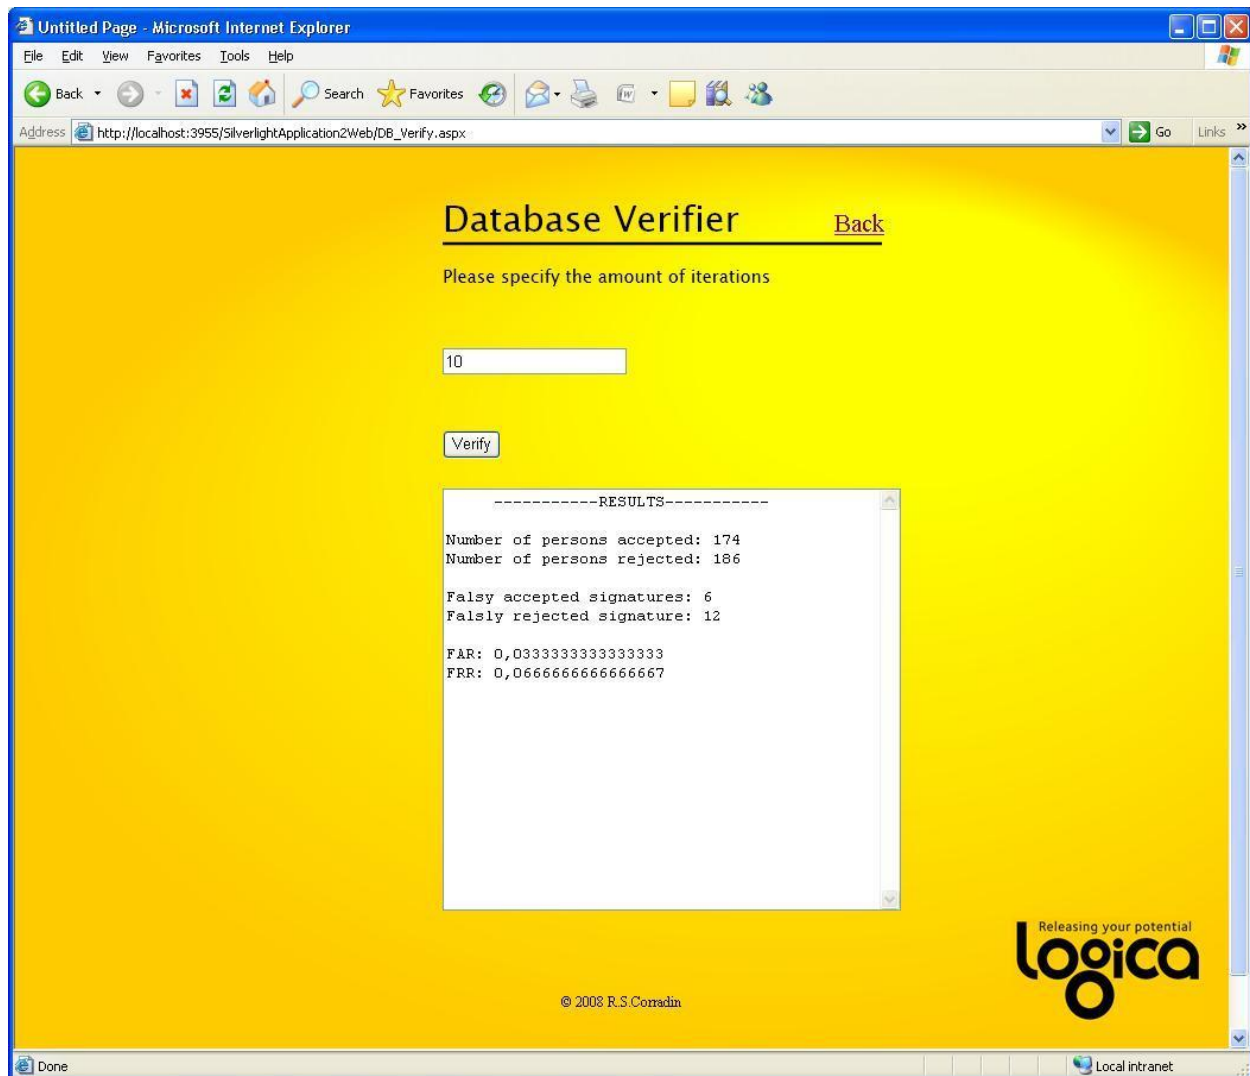 Untitled Page - Microsoft Internet Explorer
File Edit View Favorites Tools Help
Back Search Favorites
Address http://localhost:3955/SilverlightApplication2Web/DB_Verify.aspx Go Links »
Database Verifier Back
Please specify the amount of iterations
10
Verify
-----------RESULTS-----------
Number of persons accepted: 174
Number of persons rejected: 186
Falsy accepted signatures: 6
Falsly rejected signature: 12
FAR: 0,0333333333333333
FRR: 0,0666666666666667
Releasing your potential
logica
© 2008 R.S.Corradin
Done Local intranet